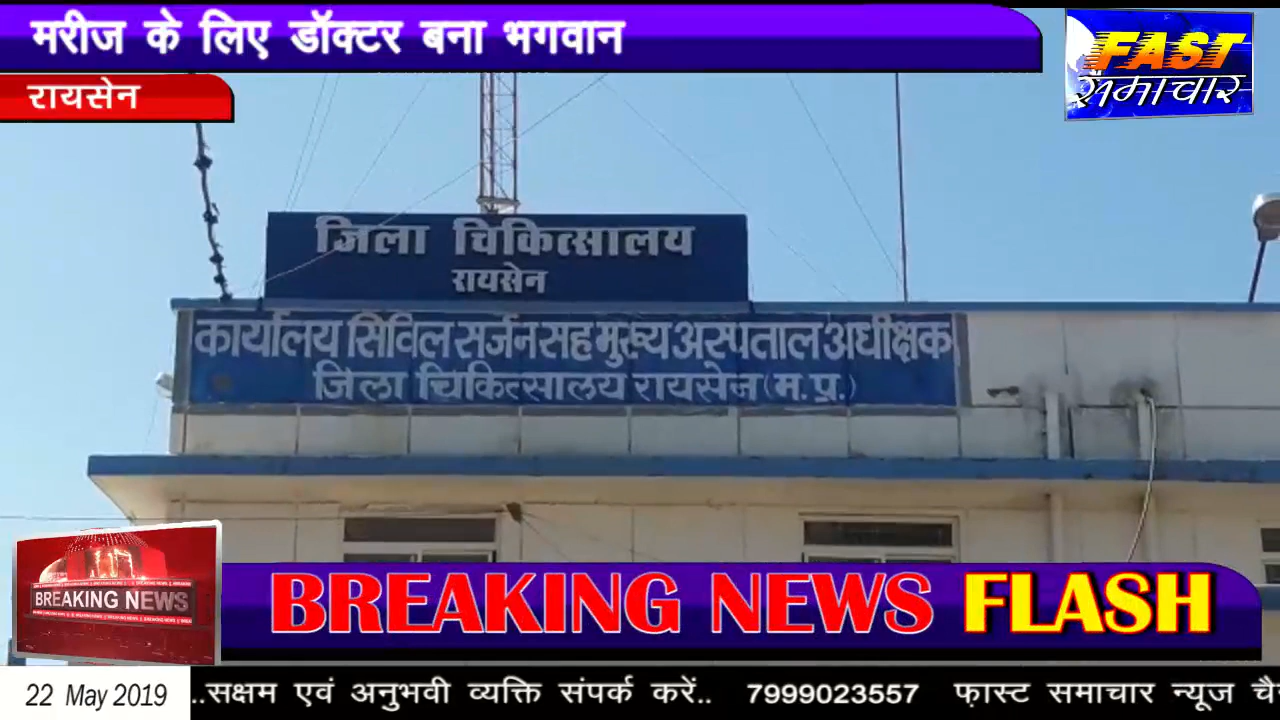 मरीज के लिए डॉक्टर बना भगवान
FAST
समाचार
रायसेन
जिला चिकित्सालय
रायसेन
कार्यालय सिविल सर्जन सह मुख्य अस्पताल अधीक्षक
जिला चिकित्सालय रायसेन (म. प्र.)
BREAKING NEWS
BREAKING NEWS FLASH
22 May 2019
..सक्षम एवं अनुभवी व्यक्ति संपर्क करें.. 7999023557 फ़ास्ट समाचार न्यूज